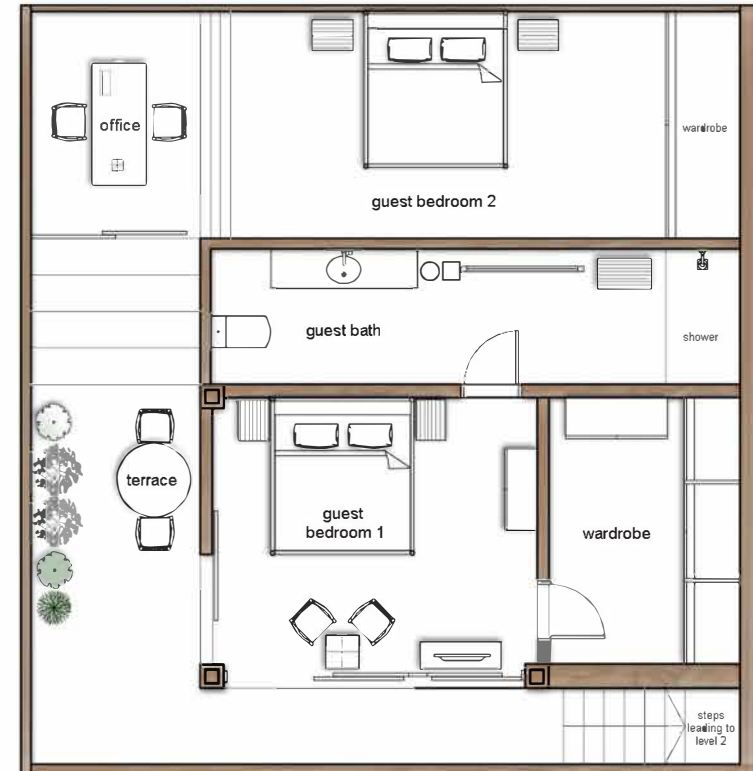 office
wardrobe
guest bedroom 2
guest bath
shower
terrace
guest
bedroom 1
wardrobe
steps
leading to
level 2